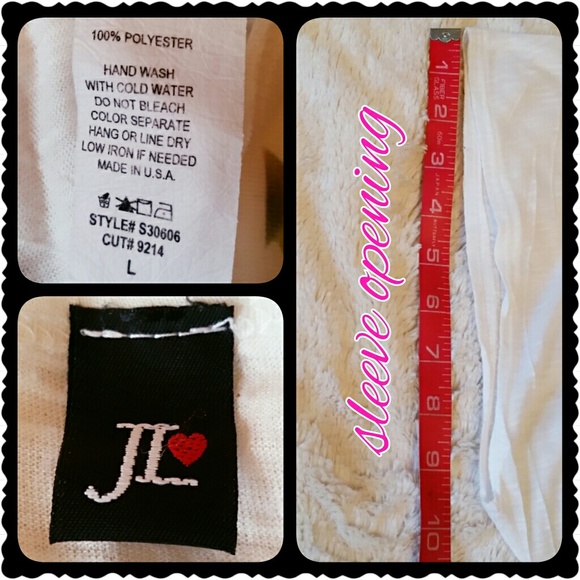 100% POLYESTER
HAND WASH
WITH COLD WATER
DO NOT BLEACH
COLOR SEPARATE
HANG OR LINE DRY
LOW IRON IF NEEDED
MADE IN U.S.A.
STYLE# S30606
CUT# 9214
L
JL
sleeve opening
1
2
3
4
5
6
7
8
9
10